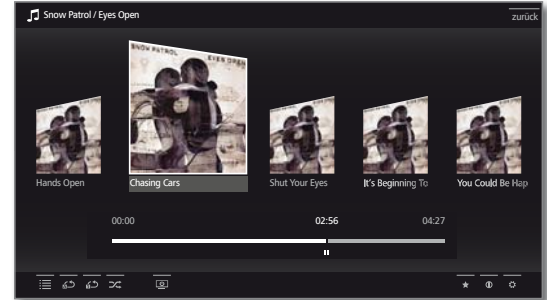 Snow Patrol / Eyes Open
zurück
SNOW PATROL EYES OPEN
Hands Open
Chasing Cars
Shut Your Eyes
It's Beginning To
You Could Be Hap
00:00 02:56 04:27